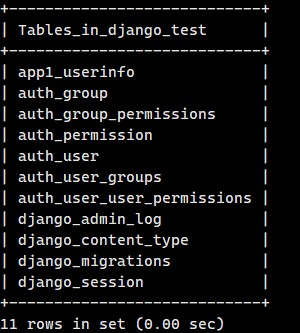 +----------------------------+
| Tables_in_django_test      |
+----------------------------+
| app1_userinfo              |
| auth_group                 |
| auth_group_permissions     |
| auth_permission            |
| auth_user                  |
| auth_user_groups           |
| auth_user_user_permissions |
| django_admin_log           |
| django_content_type        |
| django_migrations          |
| django_session             |
+----------------------------+
11 rows in set (0.00 sec)